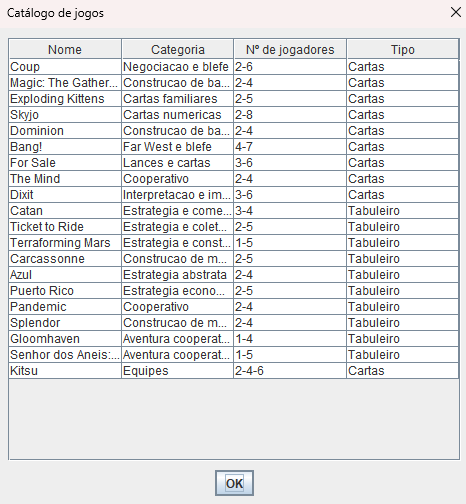 Catálogo de jogos
Nome Categoria Nº de jogadores Tipo
Coup Negociacao e blefe 2-6 Cartas
Magic: The Gather... Construcao de ba... 2-4 Cartas
Exploding Kittens Cartas familiares 2-5 Cartas
Skyjo Cartas numericas 2-8 Cartas
Dominion Construcao de ba... 2-4 Cartas
Bang! Far West e blefe 4-7 Cartas
For Sale Lances e cartas 3-6 Cartas
The Mind Cooperativo 2-4 Cartas
Dixit Interpretacao e im... 3-6 Cartas
Catan Estrategia e come... 3-4 Tabuleiro
Ticket to Ride Estrategia e colet... 2-5 Tabuleiro
Terraforming Mars Estrategia e const... 1-5 Tabuleiro
Carcassonne Construcao de m... 2-5 Tabuleiro
Azul Estrategia abstrata 2-4 Tabuleiro
Puerto Rico Estrategia econo... 2-5 Tabuleiro
Pandemic Cooperativo 2-4 Tabuleiro
Splendor Construcao de m... 2-4 Tabuleiro
Gloomhaven Aventura cooperat... 1-4 Tabuleiro
Senhor dos Aneis:... Aventura cooperat... 1-5 Tabuleiro
Kitsu Equipes 2-4-6 Cartas
OK